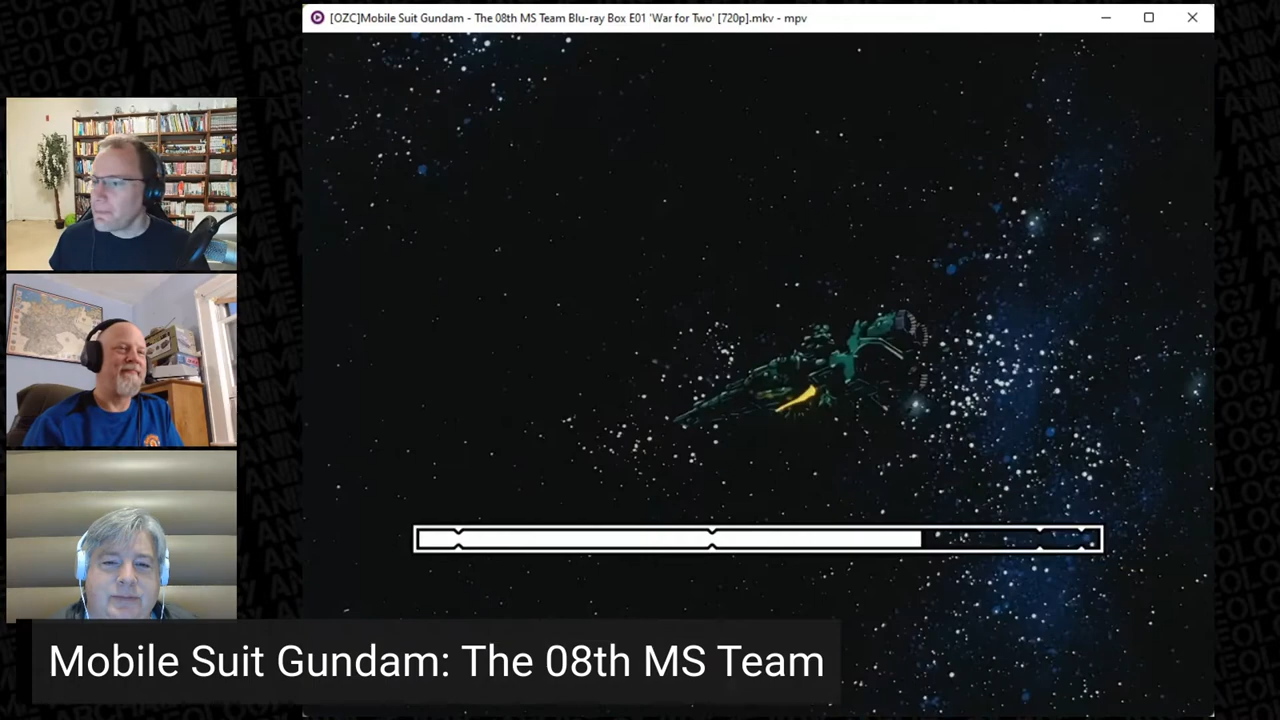 [OZC]Mobile Suit Gundam - The 08th MS Team Blu-ray Box E01 'War for Two' [720p].mkv - mpv
Mobile Suit Gundam: The 08th MS Team